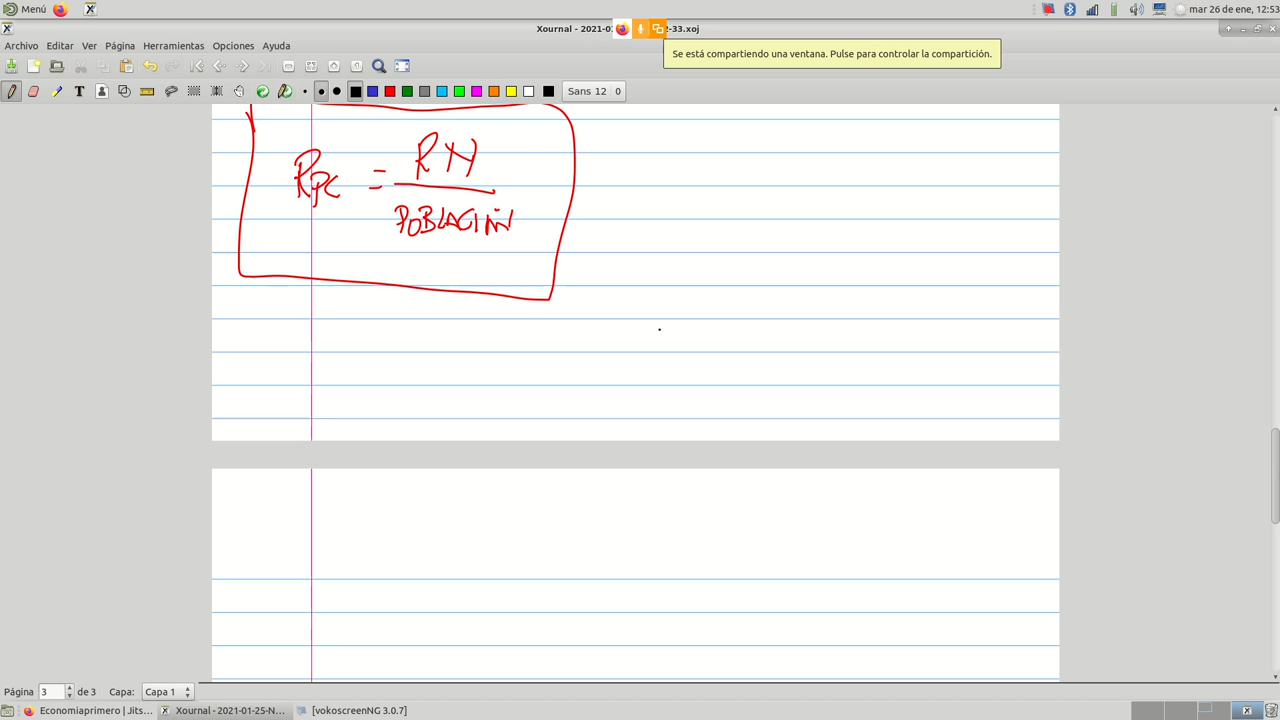 Menú
mar 26 de ene, 12:53
Xournal - 2021-01 2-33.xoj
Se está compartiendo una ventana. Pulse para controlar la compartición.
Archivo Editar Ver Página Herramientas Opciones Ayuda
Sans 12 0
RPC = RN
POBLACIÓN
Página 3 de 3 Capa: Capa 1
Economiaprimero | Jits... Xournal - 2021-01-25-N... [vokoscreenNG 3.0.7]